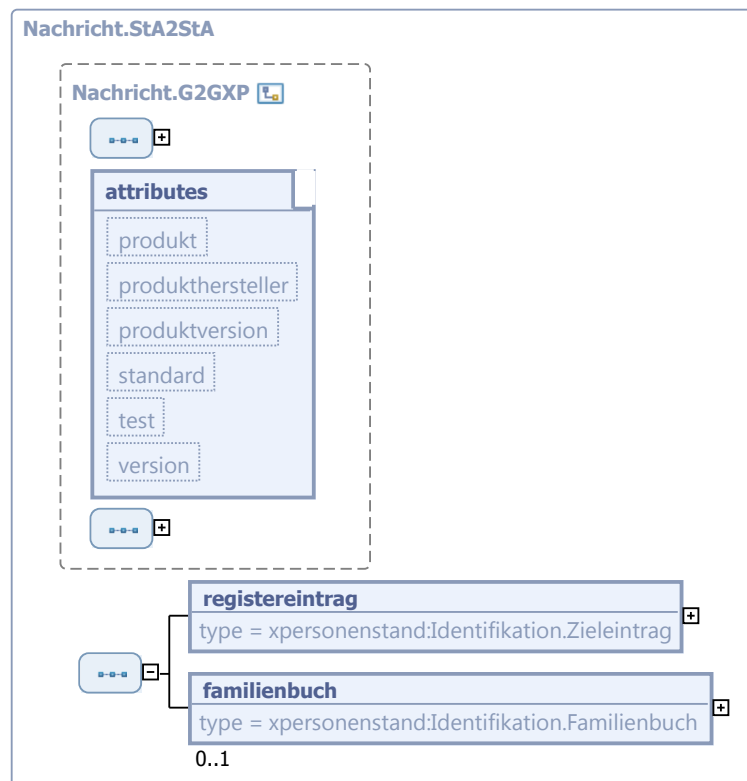 Nachricht.StA2StA
Nachricht.G2GXP
attributes
produkt
produkthersteller
produktversion
standard
test
version
registereintrag
type = xpersonenstand:Identifikation.Zieleintrag
familienbuch
type = xpersonenstand:Identifikation.Familienbuch
0..1